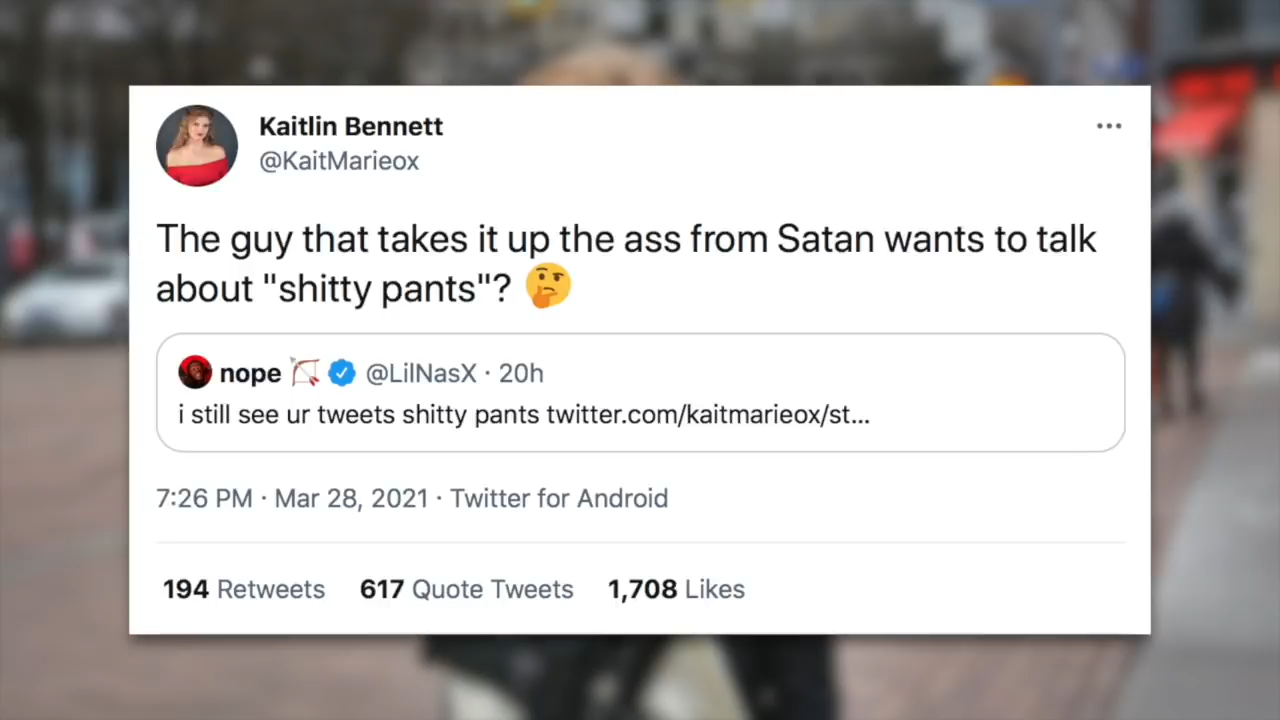 Kaitlin Bennett
@KaitMarieox
The guy that takes it up the ass from Satan wants to talk
about "shitty pants"? 🤔
nope 🏹 @LilNasX · 20h
i still see ur tweets shitty pants twitter.com/kaitmarieox/st...
7:26 PM · Mar 28, 2021 · Twitter for Android
194 Retweets 617 Quote Tweets 1,708 Likes